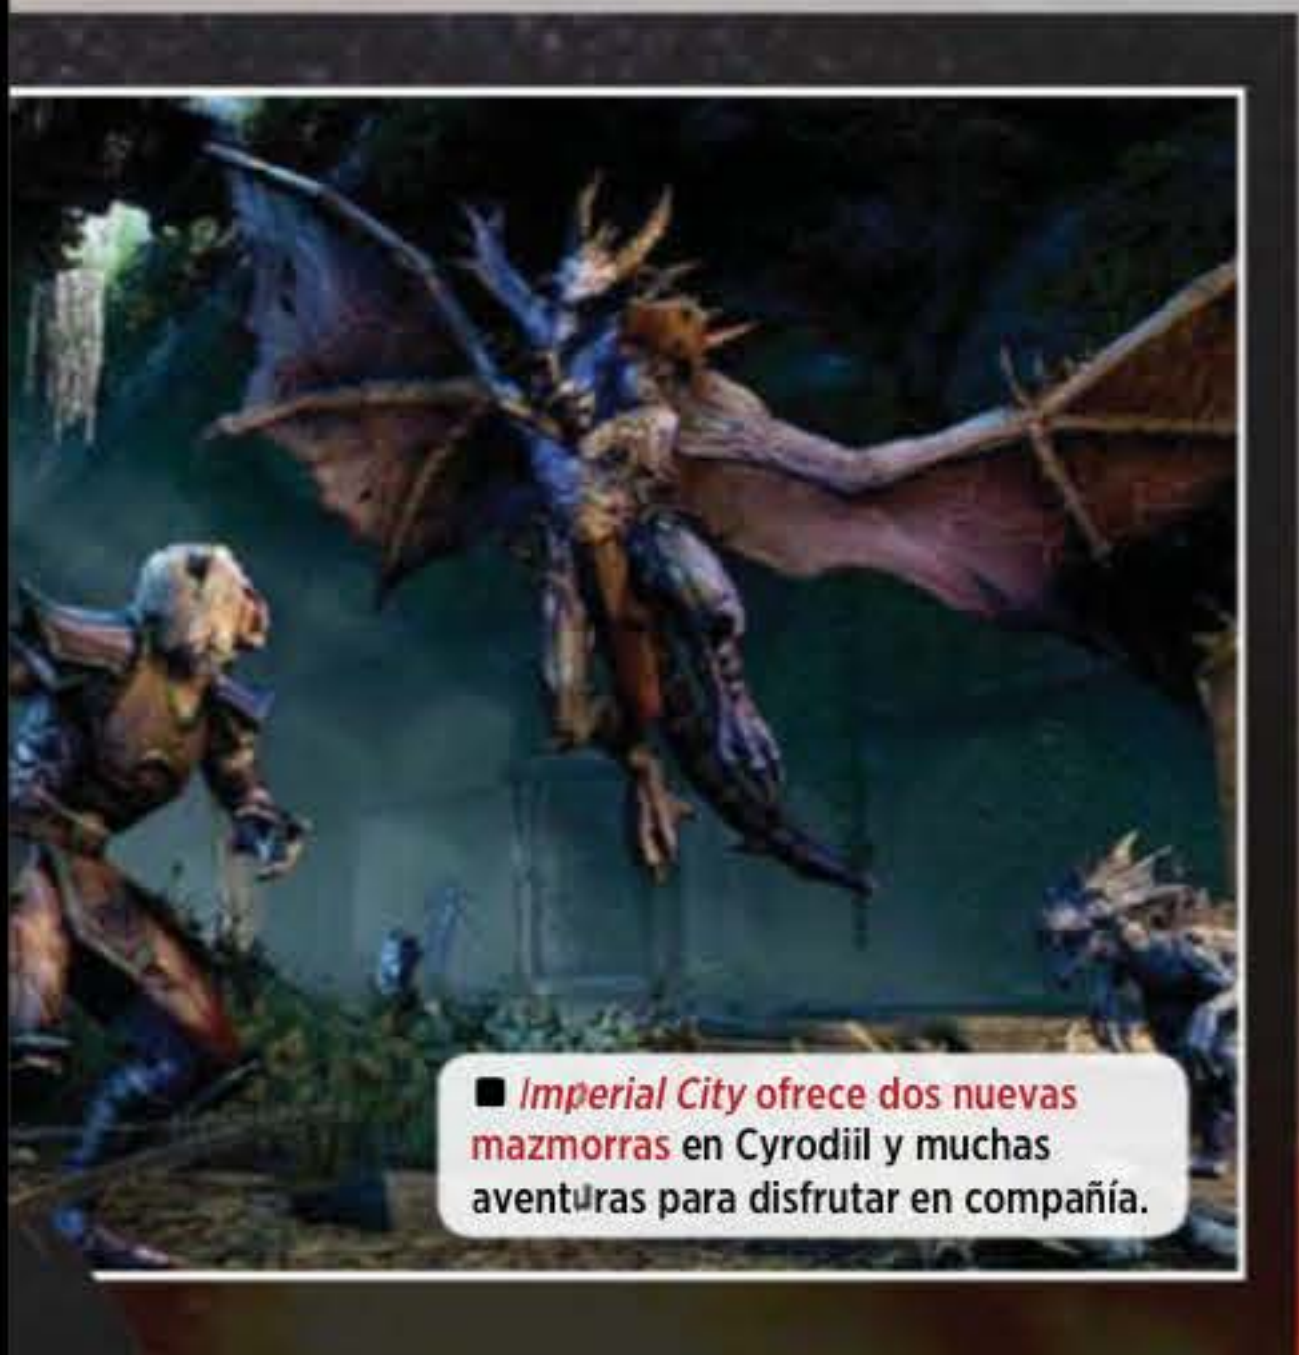 ■ Imperial City ofrece dos nuevas
mazmorras en Cyrodiil y muchas
aventuras para disfrutar en compañía.